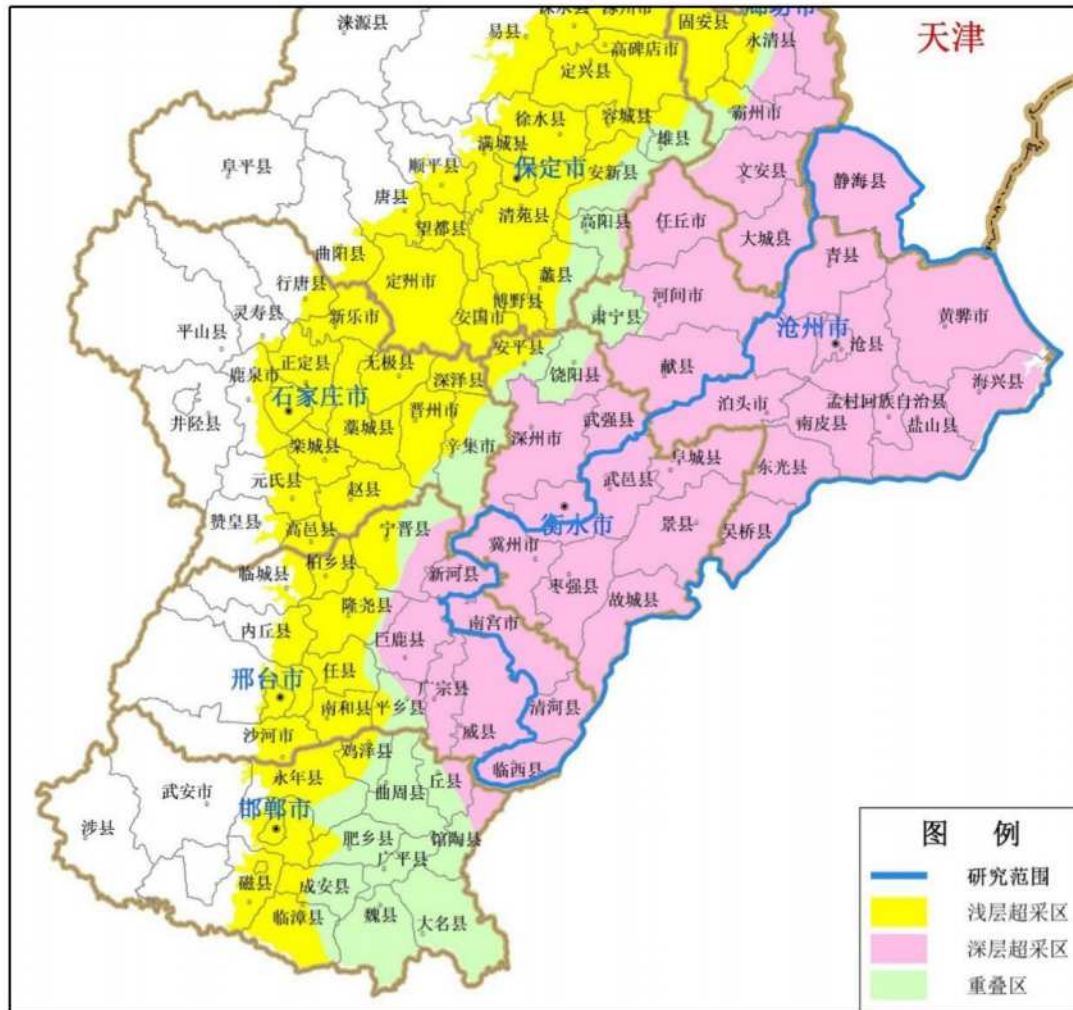 涞源县
易县
涞水县
涿州市
固安县
廊坊市
永清县
天津
高碑店市
定兴县
霸州市
徐水县
容城县
雄县
满城县
阜平县
顺平县
保定市
安新县
文安县
静海县
唐县
清苑县
高阳县
任丘市
望都县
大城县
曲阳县
青县
行唐县
定州市
蠡县
河间市
灵寿县
博野县
新乐市
安国市
肃宁县
黄骅市
平山县
沧州市
沧县
正定县
无极县
安平县
鹿泉市
深泽县
饶阳县
献县
海兴县
石家庄市
晋州市
井陉县
藁城县
武强县
泊头市
孟村回族自治县
深州市
南皮县
盐山县
栾城县
辛集市
阜城县
东光县
元氏县
赵县
武邑县
赞皇县
高邑县
宁晋县
衡水市
景县
吴桥县
冀州市
柏乡县
临城县
新河县
枣强县
隆尧县
故城县
内丘县
巨鹿县
南宫市
任县
邢台市
广宗县
南和县
平乡县
清河县
沙河市
威县
鸡泽县
临西县
永年县
丘县
武安市
曲周县
邯郸市
涉县
肥乡县
馆陶县
广平县
磁县
成安县
临漳县
魏县
大名县
图 例
研究范围
浅层超采区
深层超采区
重叠区